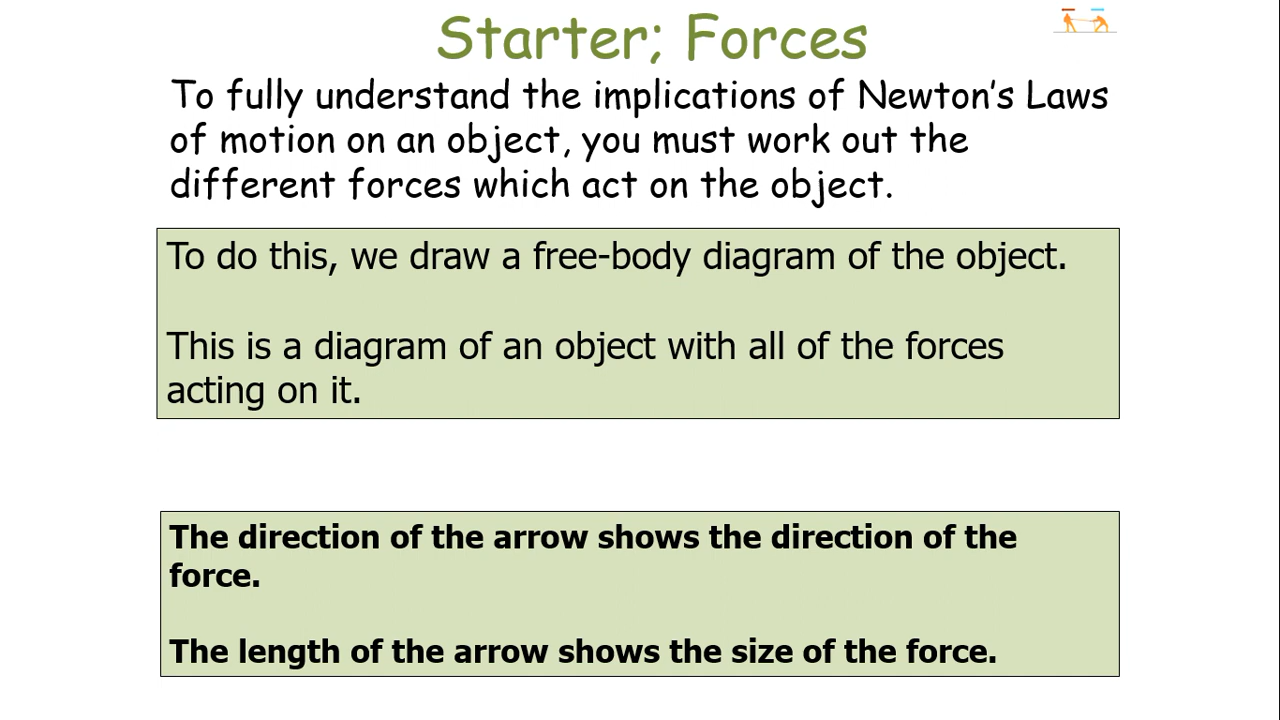 Starter; Forces
To fully understand the implications of Newton’s Laws
of motion on an object, you must work out the
different forces which act on the object.
To do this, we draw a free-body diagram of the object.
This is a diagram of an object with all of the forces
acting on it.
The direction of the arrow shows the direction of the
force.
The length of the arrow shows the size of the force.